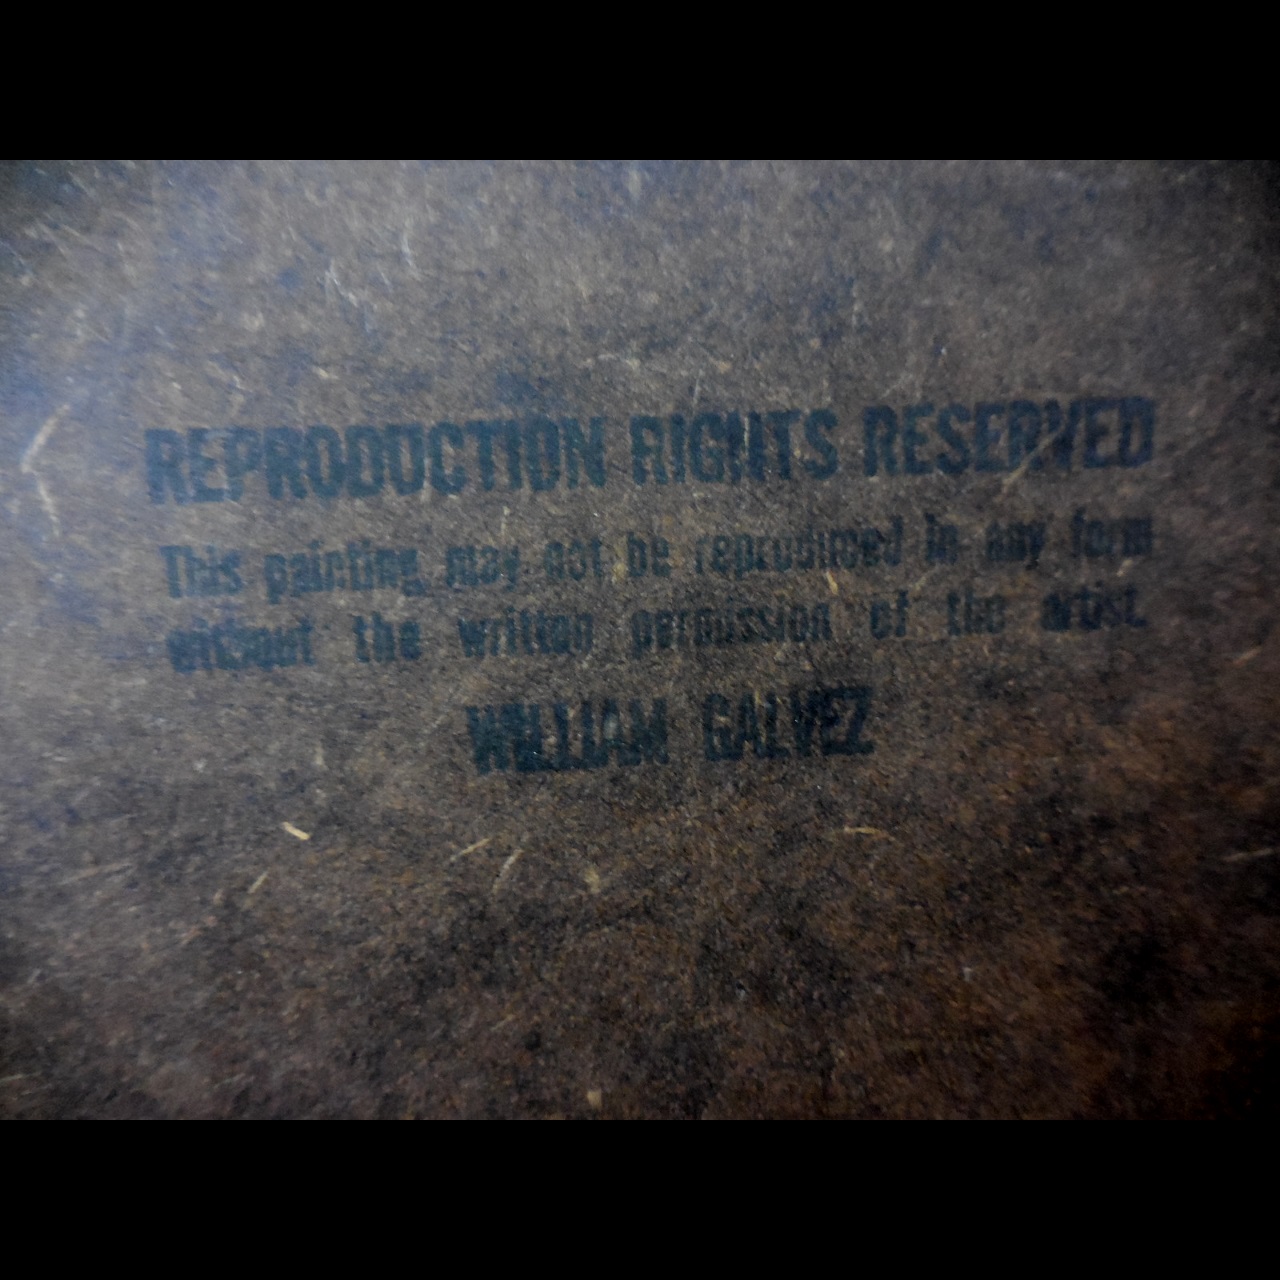 REPRODUCTION RIGHTS RESERVED
This painting may not be reproduced in any form
without the written permission of the artist.
WILLIAM GALVEZ